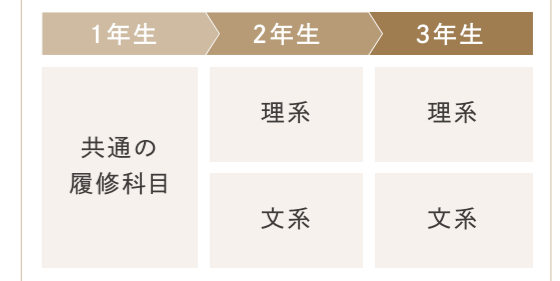 1年生 2年生 3年生
共通の
履修科目
理系 理系
文系 文系